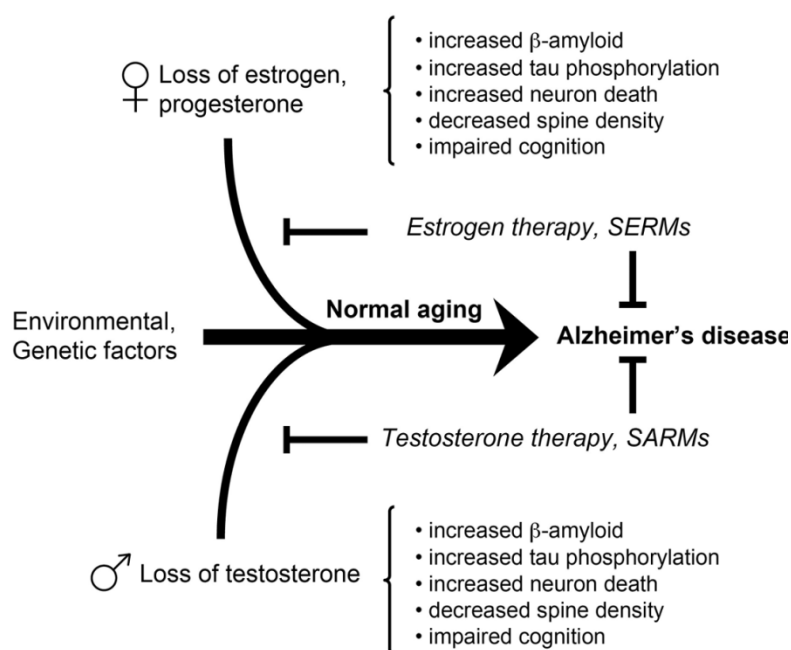 Loss of estrogen,
progesterone
• increased β-amyloid
• increased tau phosphorylation
• increased neuron death
• decreased spine density
• impaired cognition
Estrogen therapy, SERMs
Environmental,
Genetic factors
Normal aging
Alzheimer's disease
Testosterone therapy, SARMs
Loss of testosterone
• increased β-amyloid
• increased tau phosphorylation
• increased neuron death
• decreased spine density
• impaired cognition